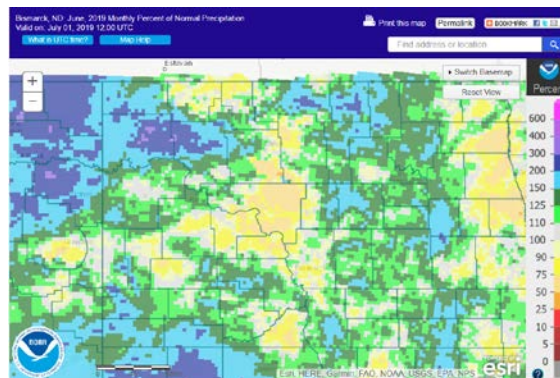 Bismarck, ND: June, 2019 Monthly Percent of Normal Precipitation
Valid on: July 01, 2019 12:00 UTC
Print this map
Permalink
BOOKMARK
What is UTC time?
Map Help
Find address or location
Estevan
Switch Basemap
Reset View
+
−
Percent
600
400
300
200
150
125
110
100
90
75
50
25
10
5
0
NOAA
esri
Esri, HERE, Garmin, FAO, NOAA, USGS, EPA, NPS
?